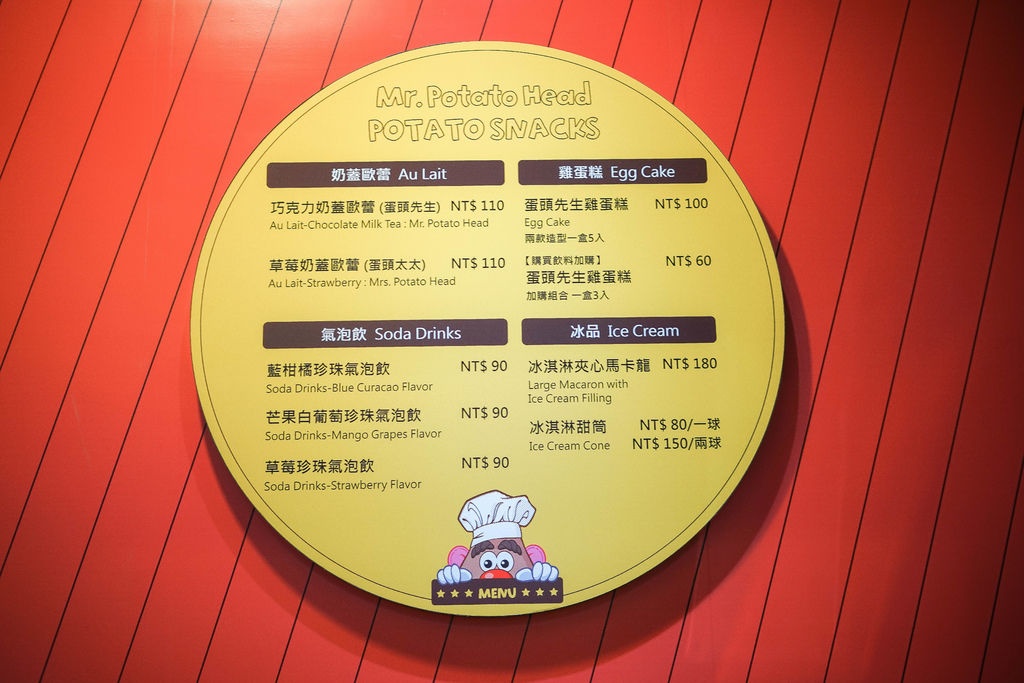 Mr. Potato Head
POTATO SNACKS
奶蓋歐蕾 Au Lait
巧克力奶蓋歐蕾 (蛋頭先生) NT$ 110
Au Lait-Chocolate Milk Tea : Mr. Potato Head
草莓奶蓋歐蕾 (蛋頭太太) NT$ 110
Au Lait-Strawberry : Mrs. Potato Head
氣泡飲 Soda Drinks
藍柑橘珍珠氣泡飲 NT$ 90
Soda Drinks-Blue Curacao Flavor
芒果白葡萄珍珠氣泡飲 NT$ 90
Soda Drinks-Mango Grapes Flavor
草莓珍珠氣泡飲 NT$ 90
Soda Drinks-Strawberry Flavor
雞蛋糕 Egg Cake
蛋頭先生雞蛋糕 NT$ 100
Egg Cake
兩款造型一盒5入
【購買飲料加購】 NT$ 60
蛋頭先生雞蛋糕
加購組合 一盒3入
冰品 Ice Cream
冰淇淋夾心馬卡龍 NT$ 180
Large Macaron with
Ice Cream Filling
冰淇淋甜筒 NT$ 80/一球
Ice Cream Cone NT$ 150/兩球
MENU